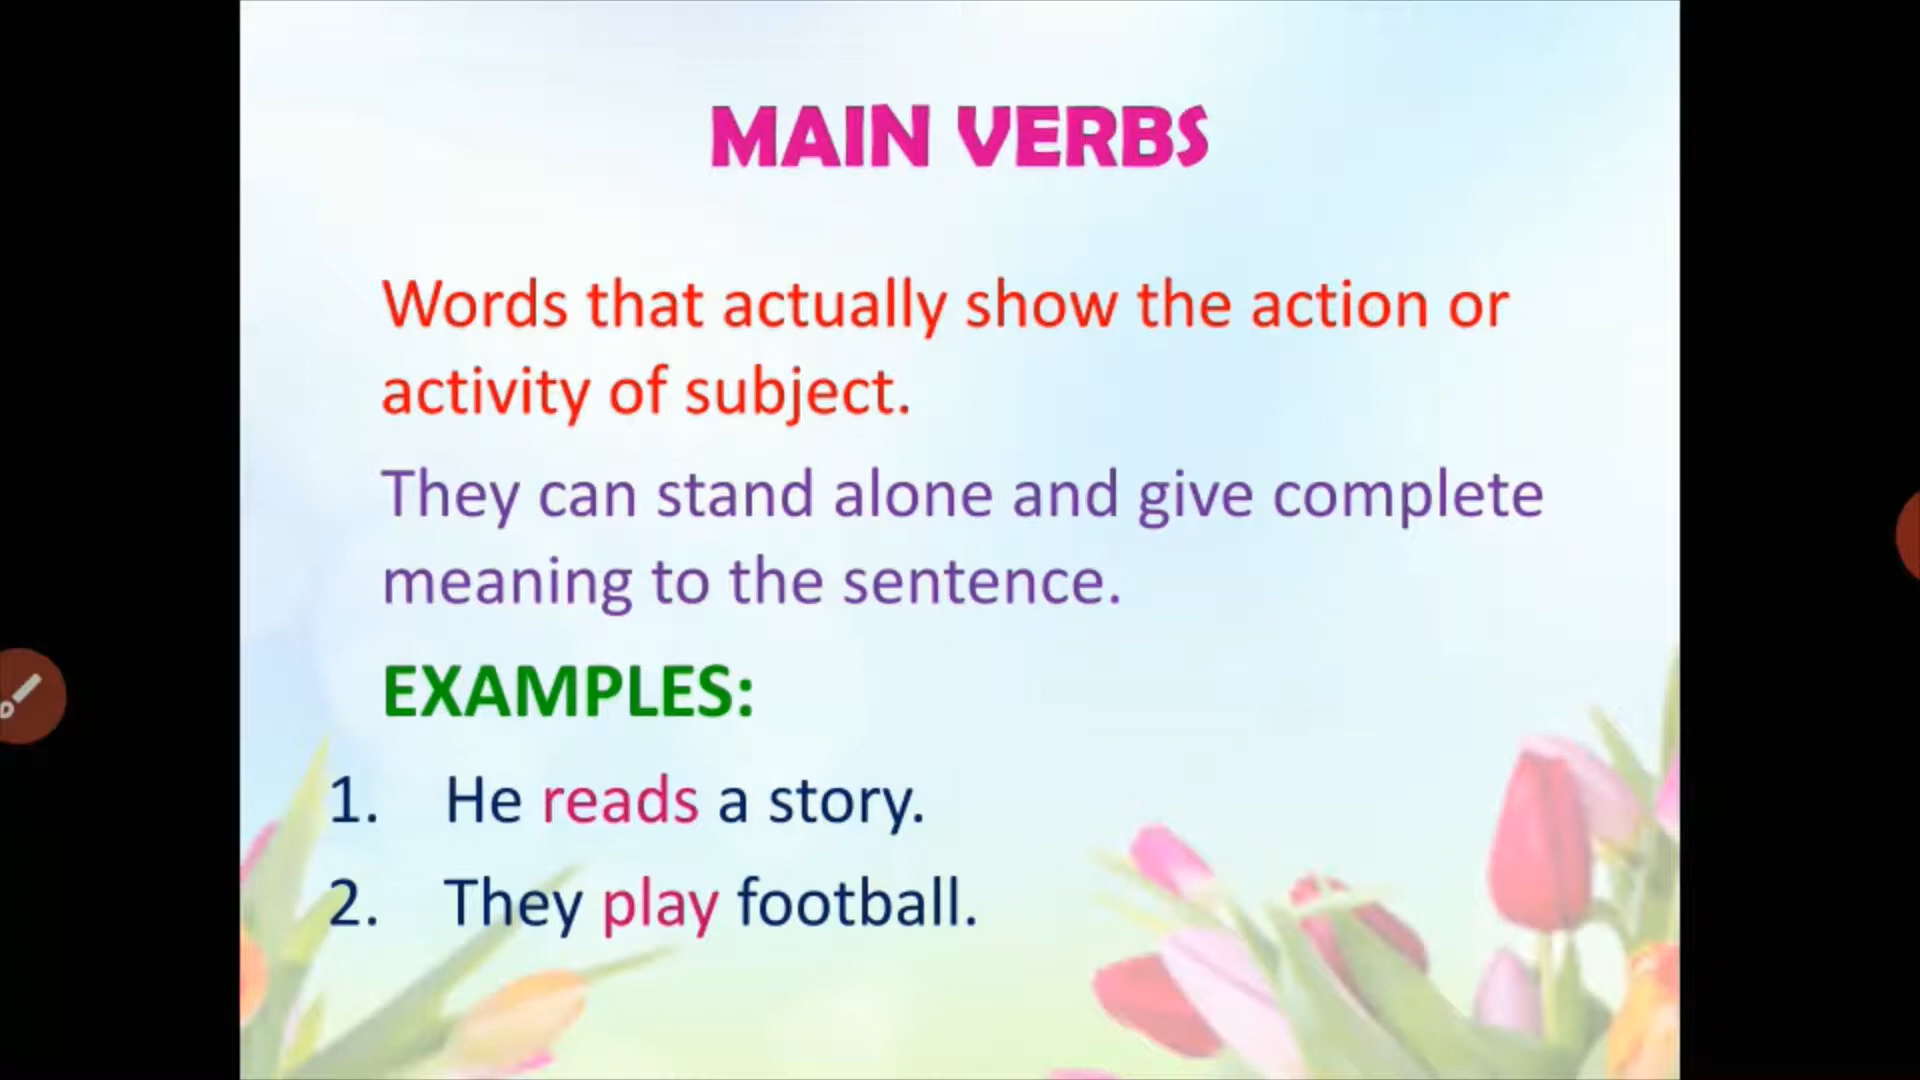 MAIN VERBS
Words that actually show the action or
activity of subject.
They can stand alone and give complete
meaning to the sentence.
EXAMPLES:
1. He reads a story.
2. They play football.